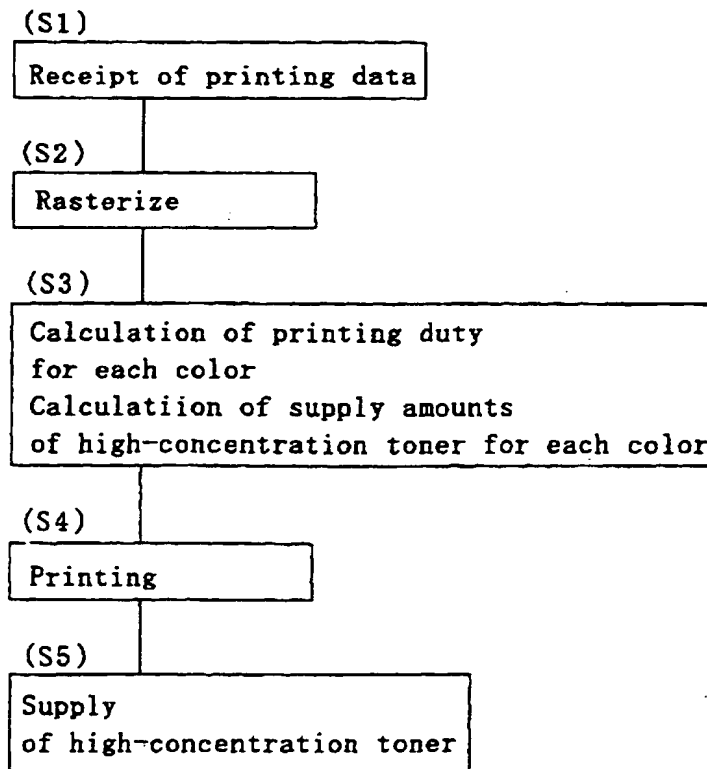 (S1)
Receipt of printing data
(S2)
Rasterize
(S3)
Calculation of printing duty
for each color
Calculatiion of supply amounts
of high-concentration toner for each color
(S4)
Printing
(S5)
Supply
of high-concentration toner